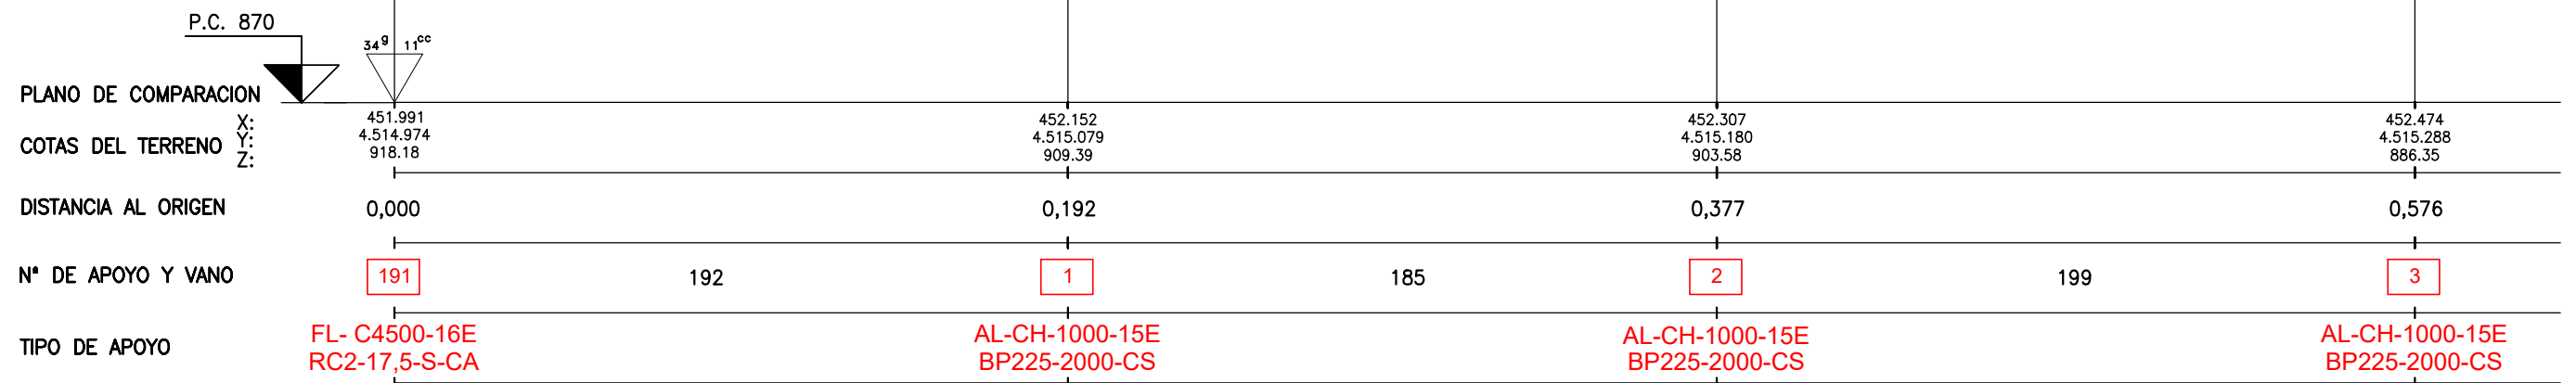 P.C. 870
34g 11cc
PLANO DE COMPARACION
COTAS DEL TERRENO
X: 451.991 452.152 452.307 452.474
Y: 4.514.974 4.515.079 4.515.180 4.515.288
Z: 918.18 909.39 903.58 886.35
DISTANCIA AL ORIGEN 0,000 0,192 0,377 0,576
Nª DE APOYO Y VANO 191 192 1 185 2 199 3
TIPO DE APOYO
FL- C4500-16E AL-CH-1000-15E AL-CH-1000-15E AL-CH-1000-15E
RC2-17,5-S-CA BP225-2000-CS BP225-2000-CS BP225-2000-CS